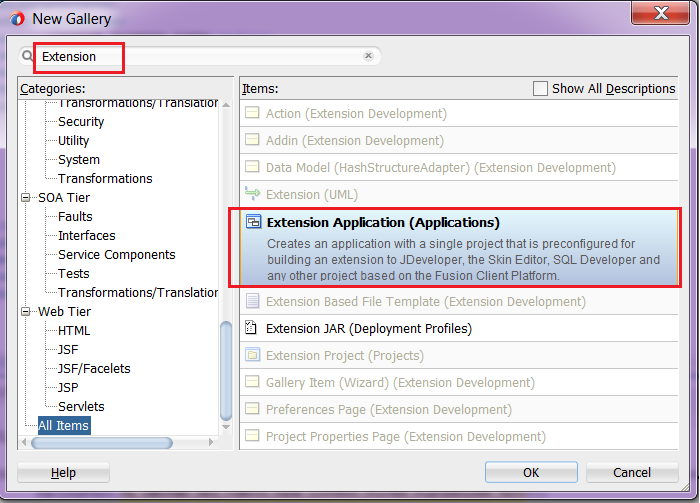 New Gallery
Extension
Categories:
Transformations/Translation
Security
Utility
System
Transformations
SOA Tier
Faults
Interfaces
Service Components
Tests
Transformations/Translation
Web Tier
HTML
JSF
JSF/Facelets
JSP
Servlets
All Items
Items:
Show All Descriptions
Action (Extension Development)
Addin (Extension Development)
Data Model (HashStructureAdapter) (Extension Development)
Extension (UML)
Extension Application (Applications)
Creates an application with a single project that is preconfigured for
building an extension to JDeveloper, the Skin Editor, SQL Developer and
any other project based on the Fusion Client Platform.
Extension Based File Template (Extension Development)
Extension JAR (Deployment Profiles)
Extension Project (Projects)
Gallery Item (Wizard) (Extension Development)
Preferences Page (Extension Development)
Project Properties Page (Extension Development)
Help
OK
Cancel